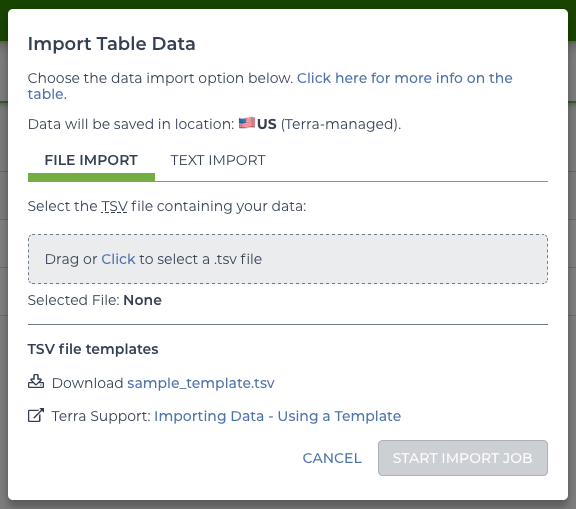 Import Table Data
Choose the data import option below. Click here for more info on the
table.
Data will be saved in location: 🇺🇸 US (Terra-managed).
FILE IMPORT TEXT IMPORT
Select the TSV file containing your data:
Drag or Click to select a .tsv file
Selected File: None
TSV file templates
Download sample_template.tsv
Terra Support: Importing Data - Using a Template
CANCEL START IMPORT JOB